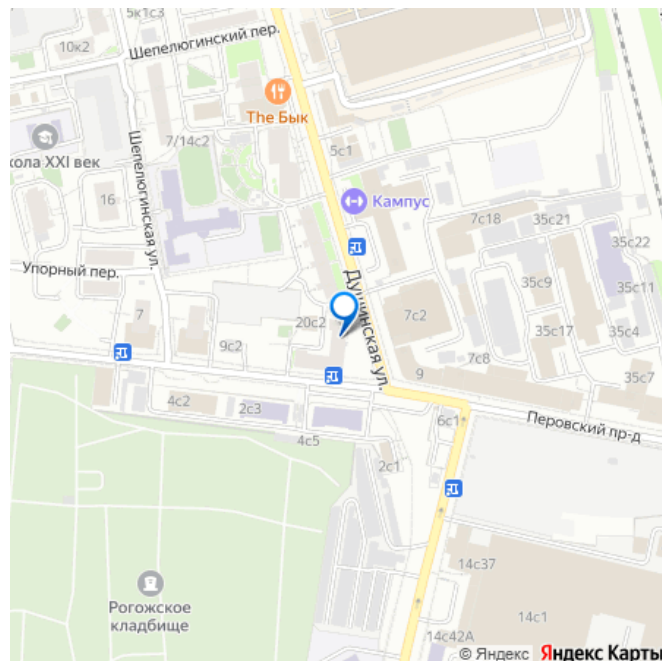 5к1с3
10к2
Шепелюгинский пер.
The Бык
кола XXI век
7/14с2
5с1
Шепелюгинская ул.
16
Кампус
7с18
35с21
35с22
Упорный пер.
Душинская ул.
35с9
35с11
7
20с2
7с2
35с17
35с4
9с2
7с8
9
35с7
4с2
2с3
6с1
Перовский пр-д
4с5
2с1
14с37
Рогожское
кладбище
14с1
14с42А
© Яндекс Яндекс Карты